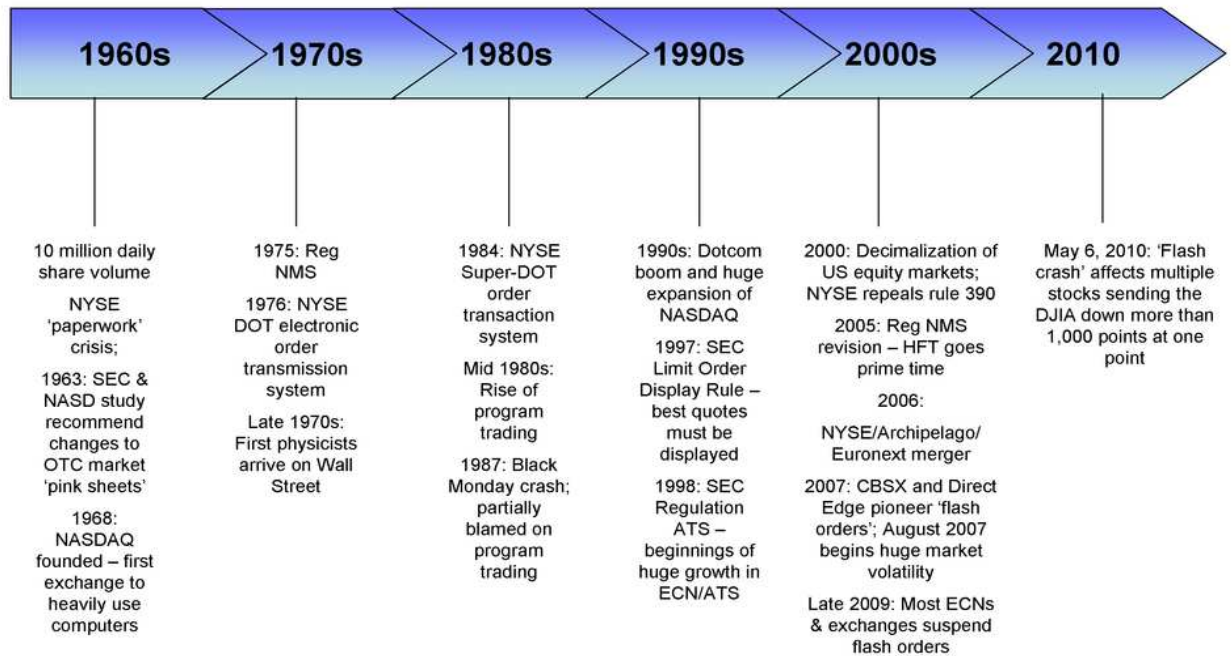 1960s
1970s
1980s
1990s
2000s
2010
10 million daily
share volume
NYSE
‘paperwork’
crisis;
1963: SEC &
NASD study
recommend
changes to
OTC market
‘pink sheets’
1968:
NASDAQ
founded – first
exchange to
heavily use
computers
1975: Reg
NMS
1976: NYSE
DOT electronic
order
transmission
system
Late 1970s:
First physicists
arrive on Wall
Street
1984: NYSE
Super-DOT
order
transaction
system
Mid 1980s:
Rise of
program
trading
1987: Black
Monday crash;
partially
blamed on
program
trading
1990s: Dotcom
boom and huge
expansion of
NASDAQ
1997: SEC
Limit Order
Display Rule –
best quotes
must be
displayed
1998: SEC
Regulation
ATS –
beginnings of
huge growth in
ECN/ATS
2000: Decimalization of
US equity markets;
NYSE repeals rule 390
2005: Reg NMS
revision – HFT goes
prime time
2006:
NYSE/Archipelago/
Euronext merger
2007: CBSX and Direct
Edge pioneer ‘flash
orders’; August 2007
begins huge market
volatility
Late 2009: Most ECNs
& exchanges suspend
flash orders
May 6, 2010: ‘Flash
crash’ affects multiple
stocks sending the
DJIA down more than
1,000 points at one
point